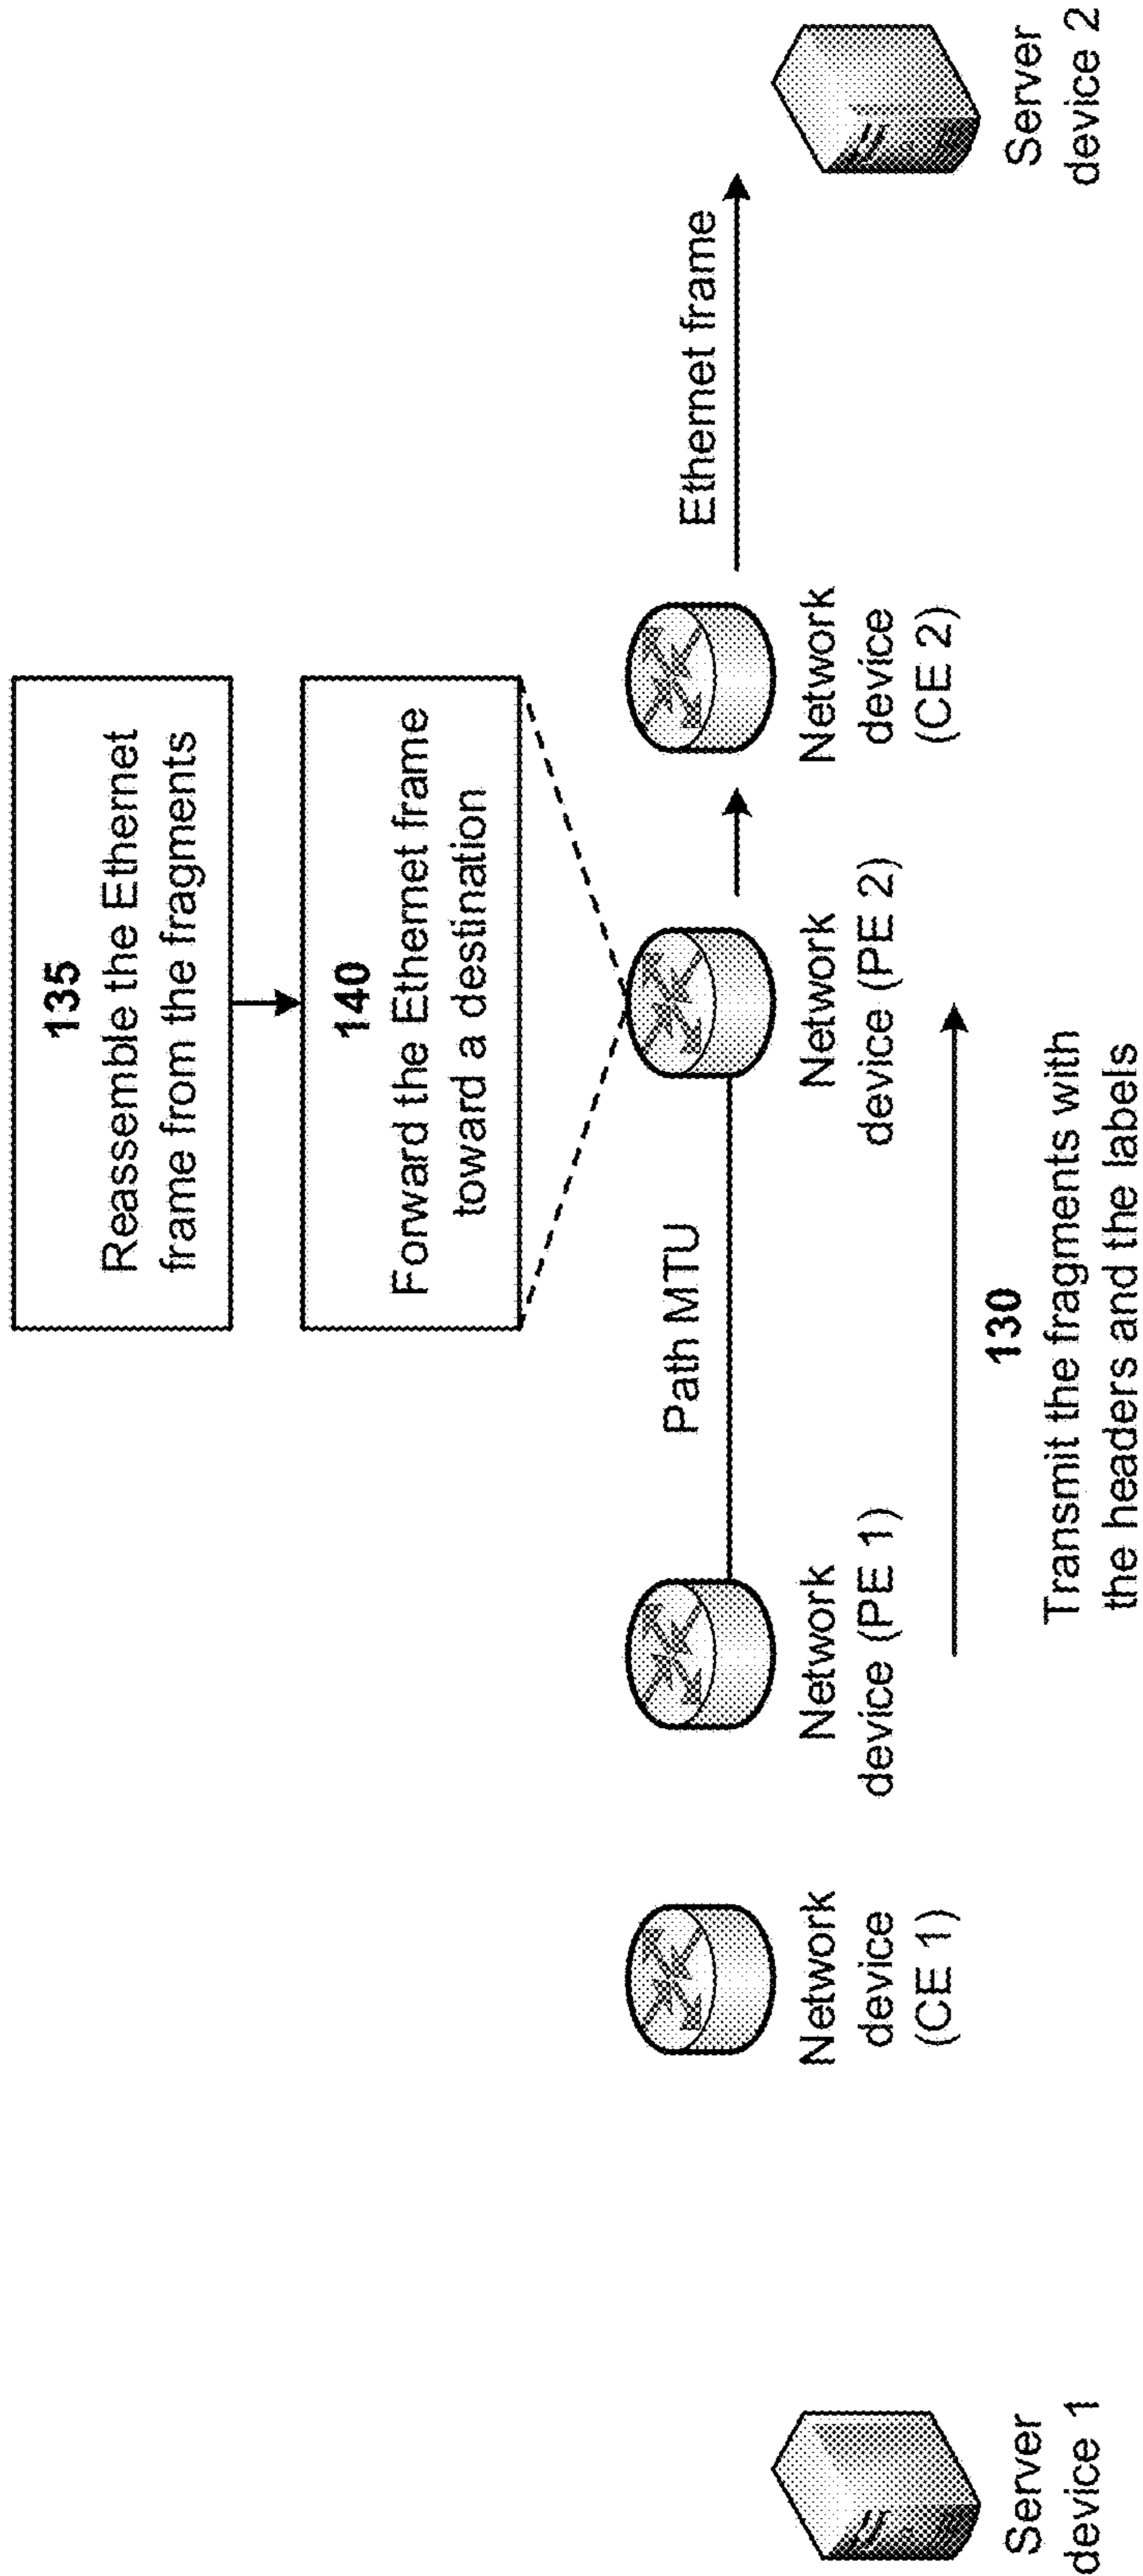 135
Reassemble the Ethernet
frame from the fragments
140
Forward the Ethernet frame
toward a destination
Path MTU
Ethernet frame
Server
device 1
Network
device
(CE 1)
Network
device (PE 1)
Network
device (PE 2)
Network
device
(CE 2)
Server
device 2
130
Transmit the fragments with
the headers and the labels